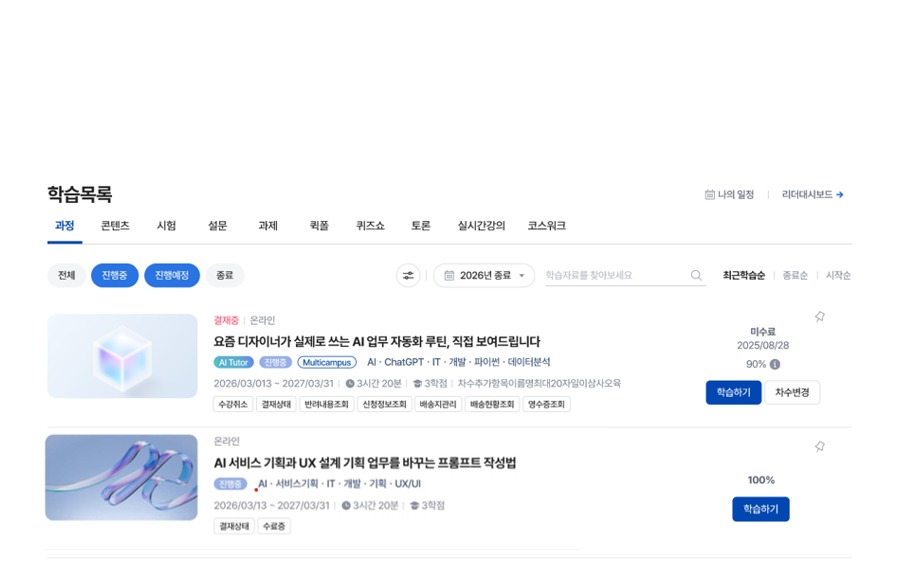 학습목록
나의 일정 | 리더대시보드 →
과정 콘텐츠 시험 설문 과제 퀵폴 퀴즈쇼 토론 실시간강의 코스워크
전체 진행중 진행예정 종료 2026년 종료 학습자료를 찾아보세요 최근학습순 | 종료순 | 시작순
결재중 | 온라인
요즘 디자이너가 실제로 쓰는 AI 업무 자동화 루틴, 직접 보여드립니다
AI Tutor 진행중 Multicampus AI · ChatGPT · IT · 개발 · 파이썬 · 데이터분석
2026/03/013 ~ 2027/03/31 | 3시간 20분 | 3학점 | 차수추가항목이름명최대20자일이삼사오육
수강취소 결재상태 반려내용조회 신청정보조회 배송지관리 배송현황조회 영수증조회
미수료
2025/08/28
90%
학습하기 차수변경
온라인
AI 서비스 기획과 UX 설계 기획 업무를 바꾸는 프롬프트 작성법
진행중 AI · 서비스기획 · IT · 개발 · 기획 · UX/UI
2026/03/13 ~ 2027/03/31 | 3시간 20분 | 3학점
결재상태 수료증
100%
학습하기